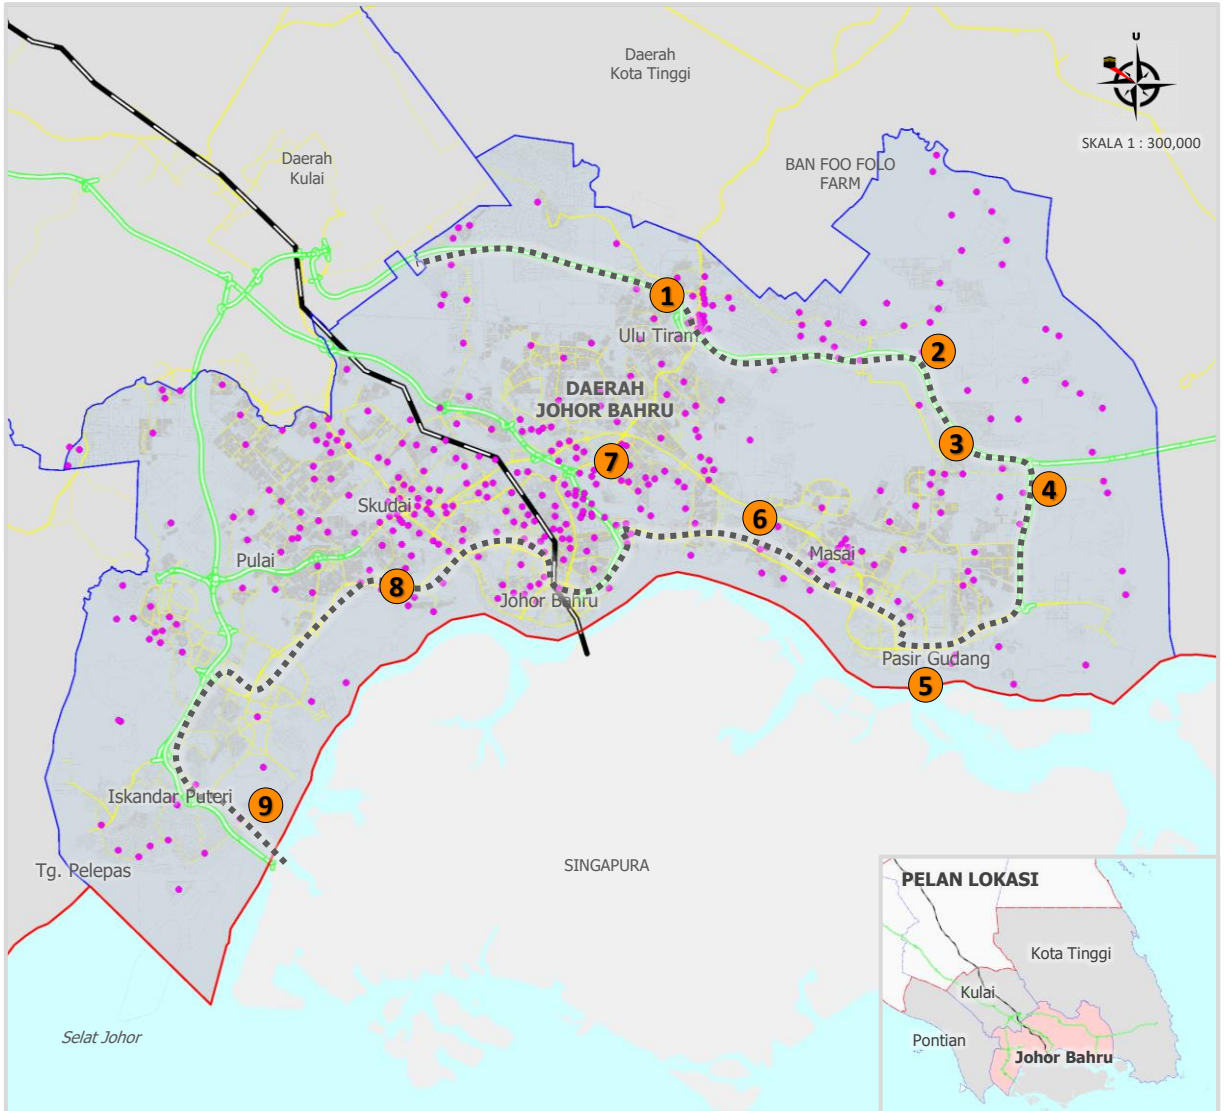 Daerah
Kota Tinggi
U
SKALA 1 : 300,000
Daerah
Kulai
BAN FOO FOLO
FARM
1
Ulu Tiram
2
DAERAH
JOHOR BAHRU
3
7
4
Skudai
6
Pulai
Masai
8
Johor Bahru
Pasir Gudang
5
Iskandar Puteri
9
Tg. Pelepas
SINGAPURA
Selat Johor
PELAN LOKASI
Kota Tinggi
Kulai
Pontian
Johor Bahru